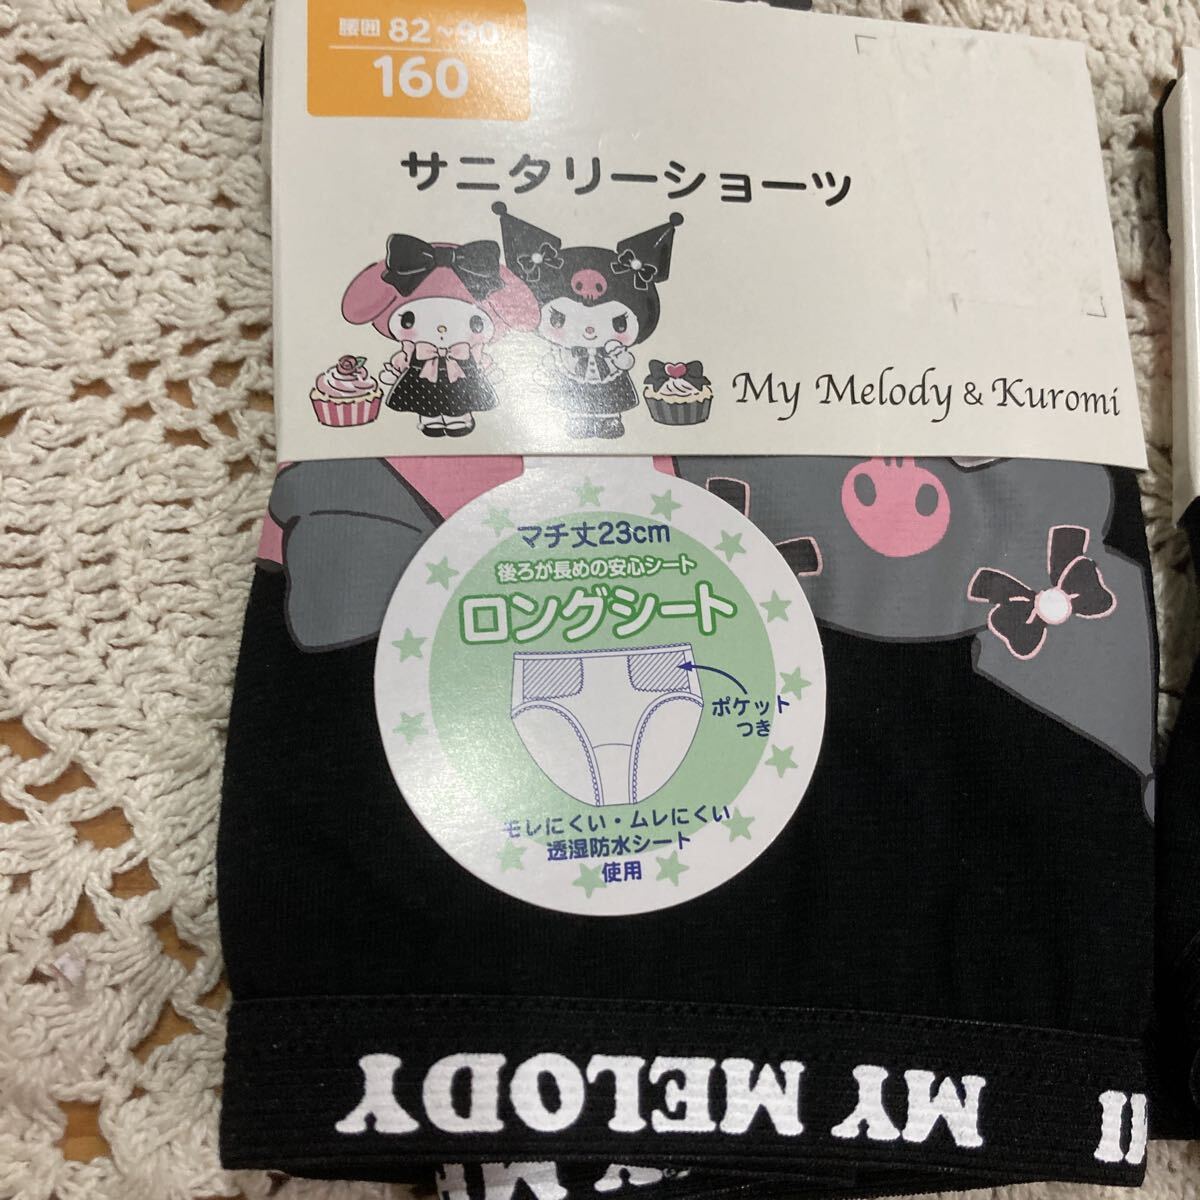 腰囲 82~90
160
サニタリーショーツ
My Melody & Kuromi
マチ丈23cm
後ろが長めの安心シート
ロングシート
ポケット
つき
モレにくい・ムレにくい
透湿防水シート
使用
MY MELODY